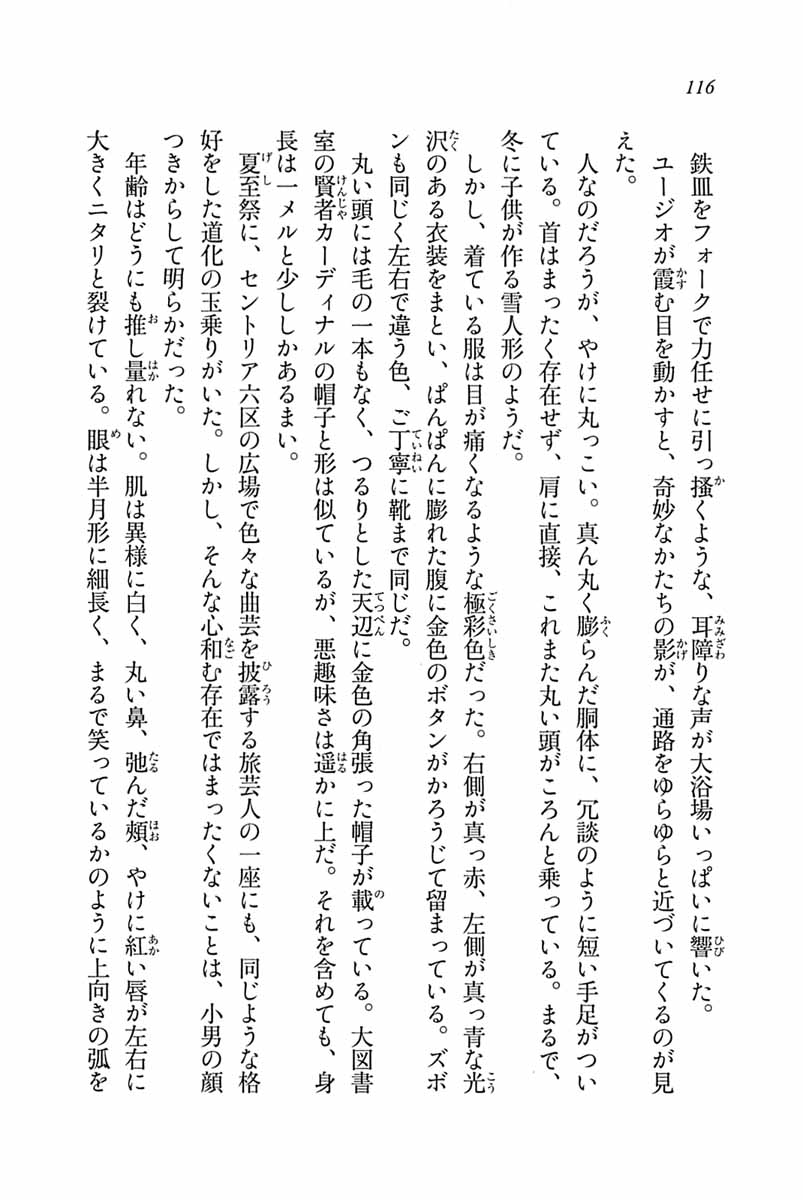 116
鉄皿をフォークで力任せに引っ掻くような、耳障りな声が大浴場いっぱいに響いた。
ユージオが霞む目を動かすと、奇妙なかたちの影が、通路をゆらゆらと近づいてくるのが見
えた。
人なのだろうが、やけに丸っこい。真ん丸く膨らんだ胴体に、冗談のように短い手足がつい
ている。首はまったく存在せず、肩に直接、これまた丸い頭がころんと乗っている。まるで、
冬に子供が作る雪人形のようだ。
しかし、着ている服は目が痛くなるような極彩色だった。右側が真っ赤、左側が真っ青な光
沢のある衣装をまとい、ぱんぱんに膨れた腹に金色のボタンがかろうじて留まっている。ズボ
ンも同じく左右で違う色、ご丁寧に靴まで同じだ。
丸い頭には毛の一本もなく、つるりとした天辺に金色の角張った帽子が載っている。大図書
室の賢者カーディナルの帽子と形は似ているが、悪趣味さは遥かに上だ。それを含めても、身
長は一メルと少ししかあるまい。
夏至祭に、セントリア六区の広場で色々な曲芸を披露する旅芸人の一座にも、同じような格
好をした道化の玉乗りがいた。しかし、そんな心和む存在ではまったくないことは、小男の顔
つきからして明らかだった。
年齢はどうにも推し量れない。肌は異様に白く、丸い鼻、弛んだ頬、やけに紅い唇が左右に
大きくニタリと裂けている。眼は半月形に細長く、まるで笑っているかのように上向きの弧を